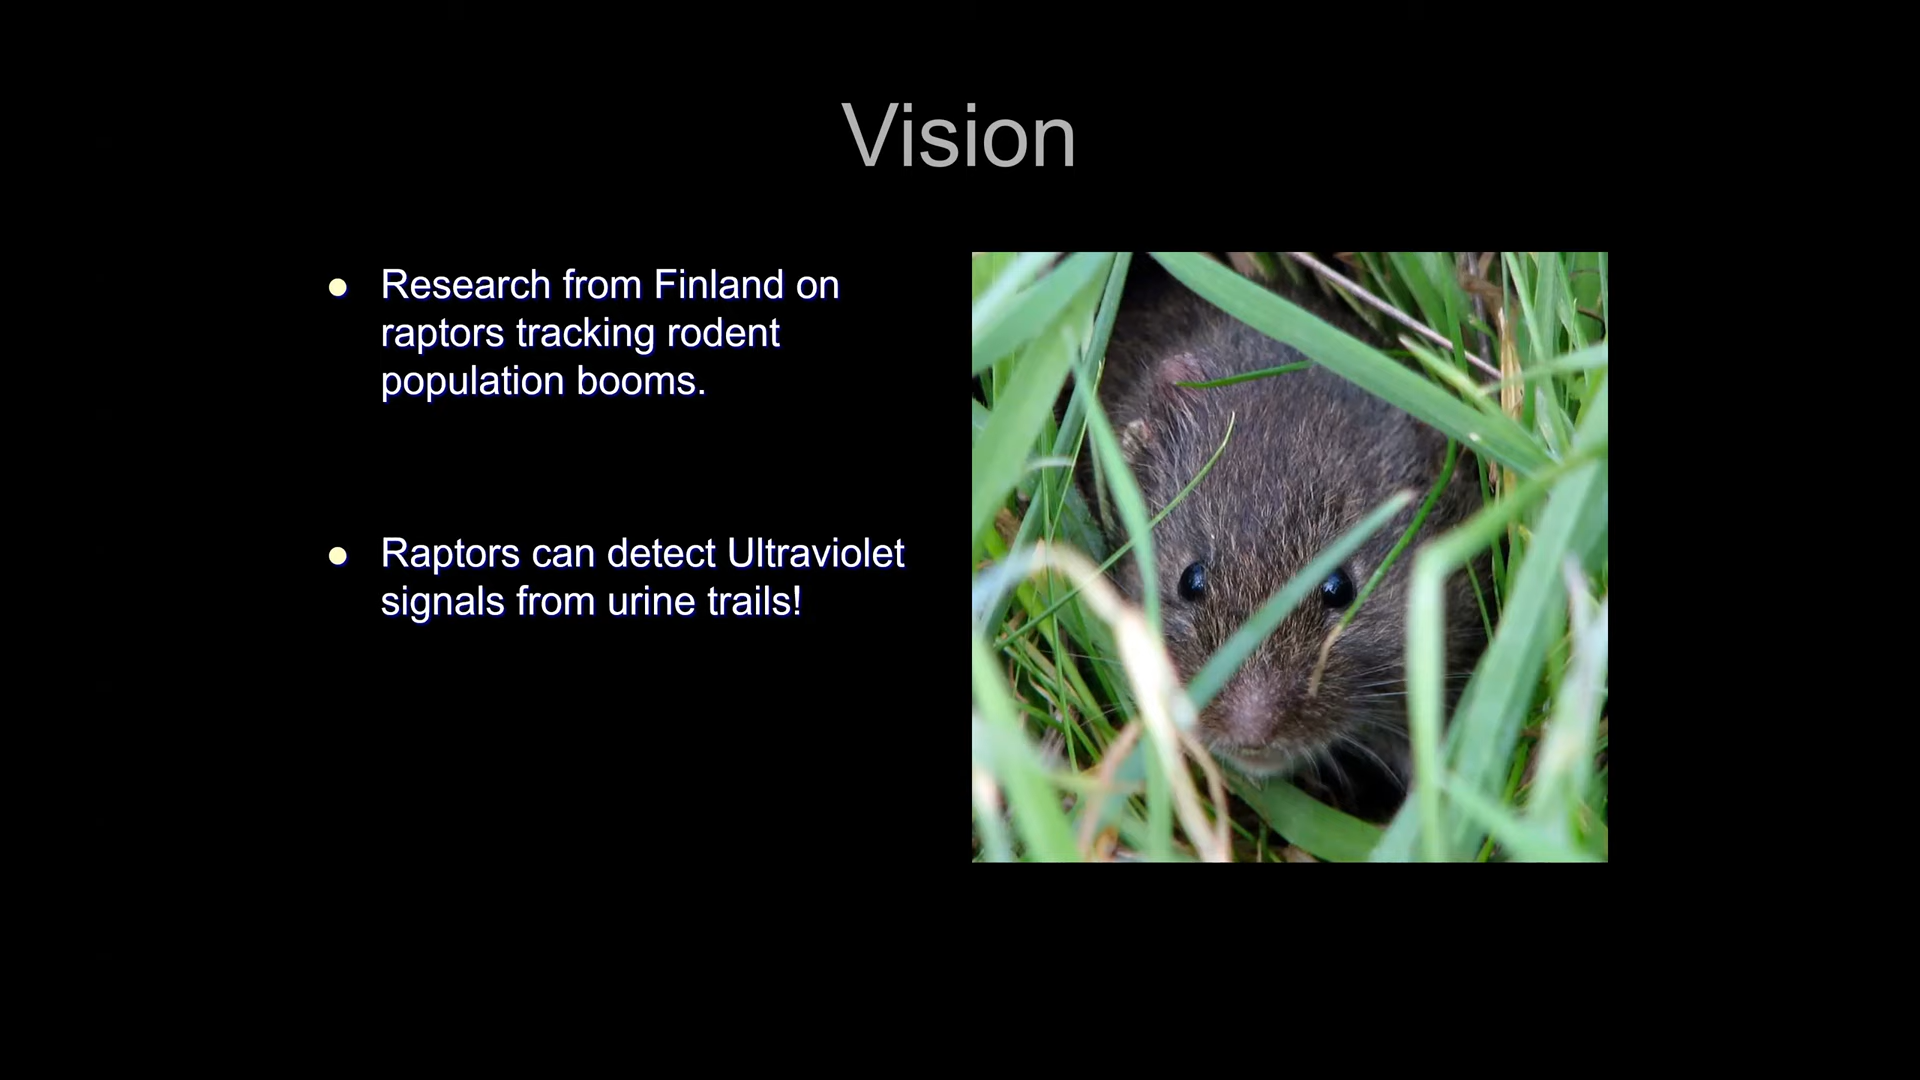 Vision
● Research from Finland on
raptors tracking rodent
population booms.
● Raptors can detect Ultraviolet
signals from urine trails!